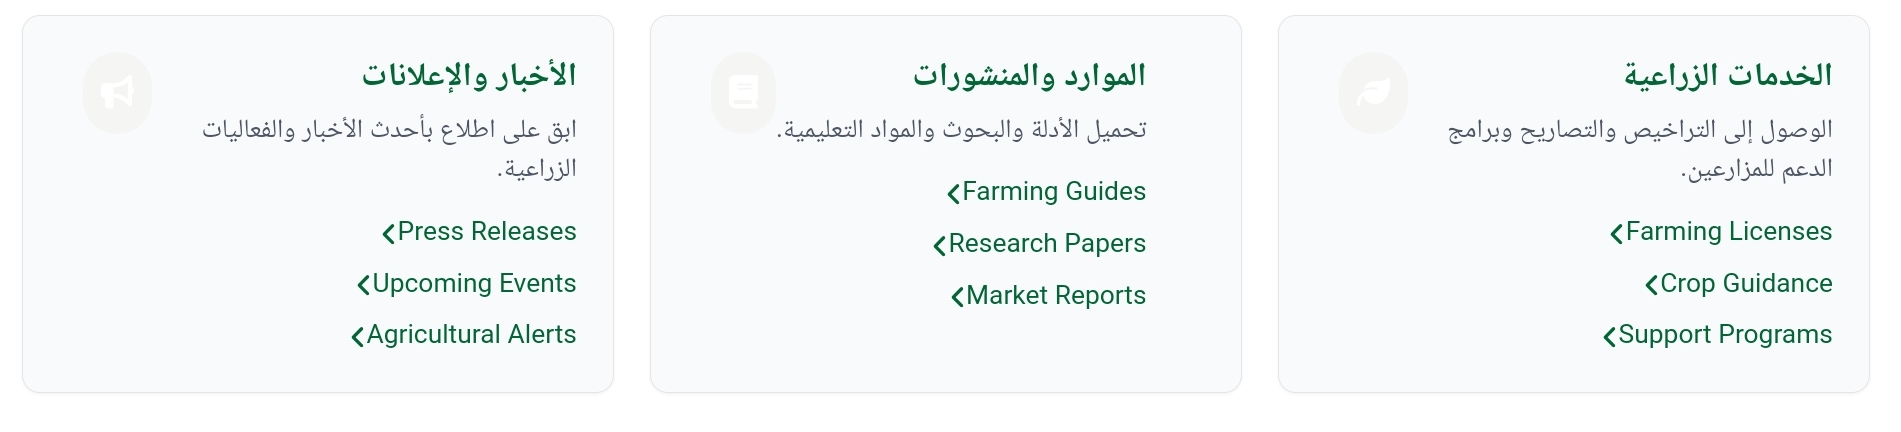 الخدمات الزراعية
الوصول إلى التراخيص والتصاريح وبرامج
الدعم للمزارعين.
Farming Licenses
Crop Guidance
Support Programs
الموارد والمنشورات
تحميل الأدلة والبحوث والمواد التعليمية.
Farming Guides
Research Papers
Market Reports
الأخبار والإعلانات
ابق على اطلاع بأحدث الأخبار والفعاليات
الزراعية.
Press Releases
Upcoming Events
Agricultural Alerts